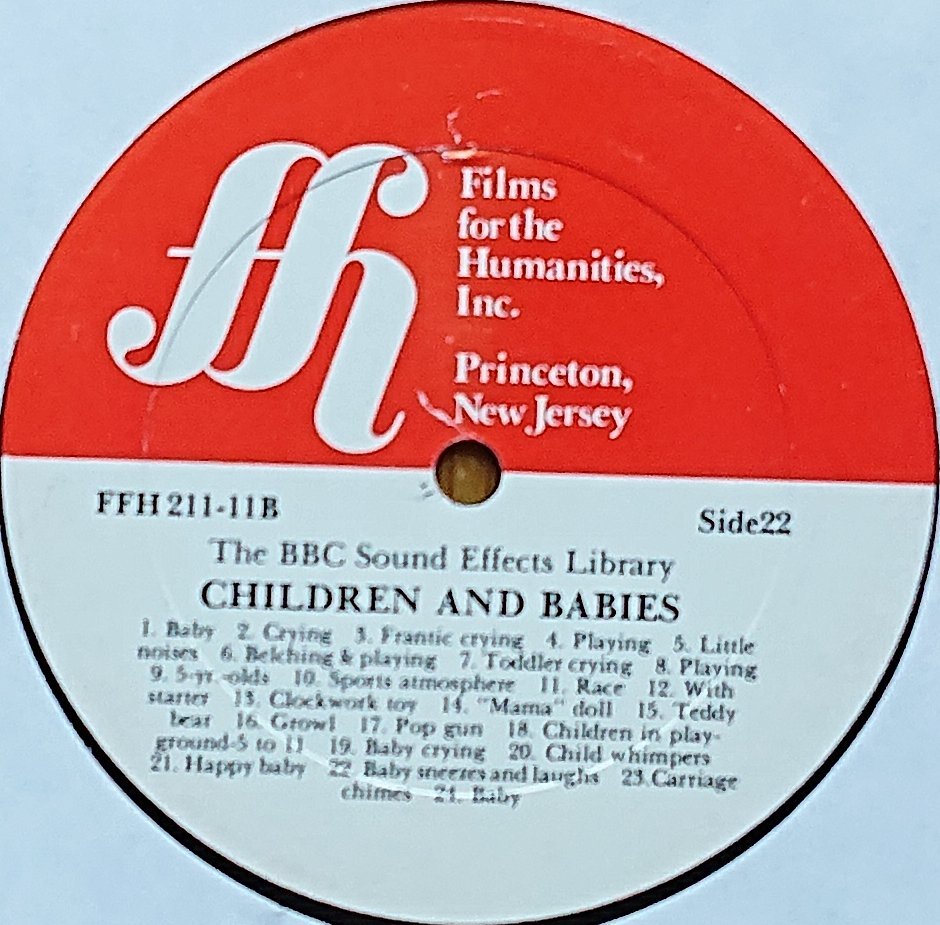 ffh
Films
for the
Humanities,
Inc.
Princeton,
New Jersey
FFH 211-11B
Side22
The BBC Sound Effects Library
CHILDREN AND BABIES
1. Baby 2. Crying 3. Frantic crying 4. Playing 5. Little
noises 6. Belching & playing 7. Toddler crying 8. Playing
9. 5-yr.-olds 10. Sports atmosphere 11. Race 12. With
starter 13. Clockwork toy 14. "Mama" doll 15. Teddy
bear 16. Growl 17. Pop gun 18. Children in play-
ground-5 to 11 19. Baby crying 20. Child whimpers
21. Happy baby 22. Baby sneezes and laughs 23. Carriage
chimes 24. Baby